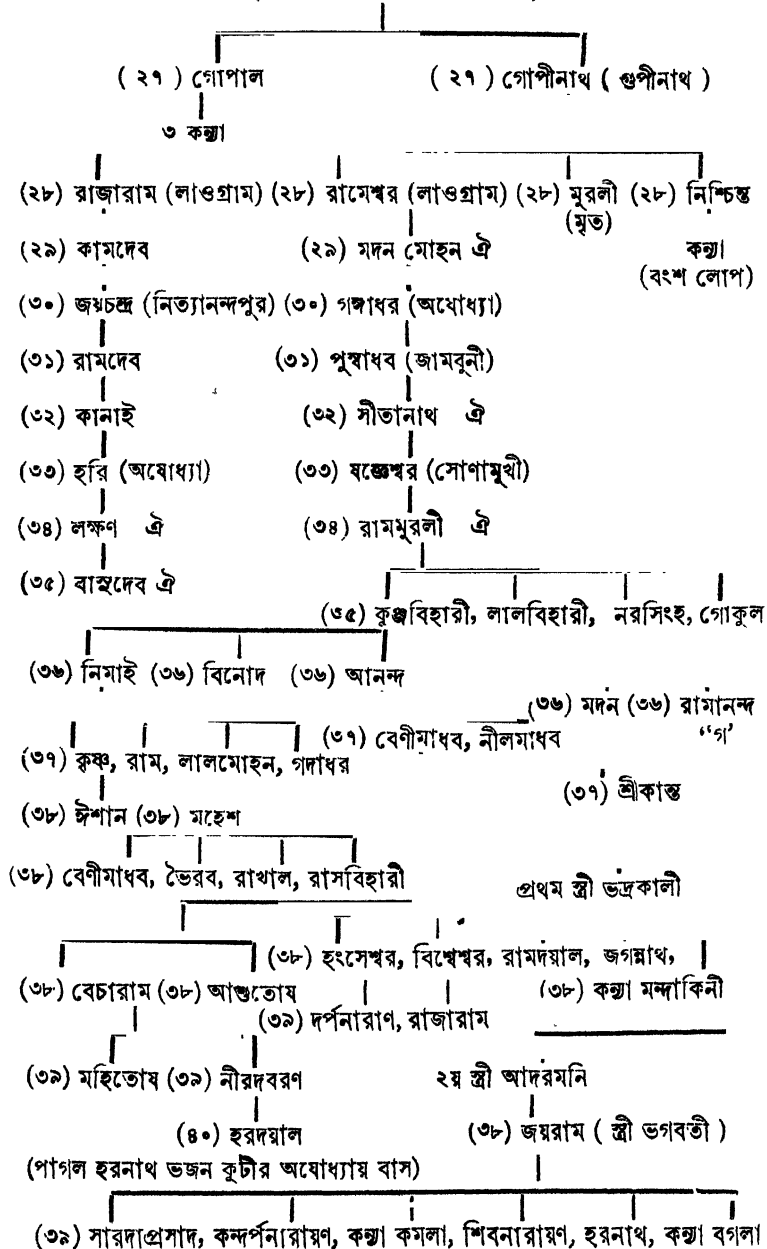 (২৭) গোপাল (২৭) গোপীনাথ (গুপীনাথ)
৩ কন্যা
(২৮) রাজারাম (লাওগ্রাম) (২৮) রামেশ্বর (লাওগ্রাম) (২৮) মুরলী (২৮) নিশ্চিন্ত
(মৃত)
(২৯) কামদেব (২৯) মদন মোহন ঐ কন্যা
(বংশ লোপ)
(৩০) জয়চন্দ্র (নিত্যানন্দপুর) (৩০) গঙ্গাধর (অযোধ্যা)
(৩১) রামদেব (৩১) পুষ্বাধব (জামবুনী)
(৩২) কানাই (৩২) সীতানাথ ঐ
(৩৩) হরি (অযোধ্যা) (৩৩) যজ্ঞেশ্বর (সোণামুখী)
(৩৪) লক্ষণ ঐ (৩৪) রামমুরলী ঐ
(৩৫) বাসুদেব ঐ
(৩৫) কুঞ্জবিহারী, লালবিহারী, নরসিংহ, গোকুল
(৩৬) নিমাই (৩৬) বিনোদ (৩৬) আনন্দ
(৩৬) মদন (৩৬) রামানন্দ
“গ’
(৩৭) বেণীমাধব, নীলমাধব
(৩৭) কৃষ্ণ, রাম, লালমোহন, গদাধর
(৩৭) শ্রীকান্ত
(৩৮) ঈশান (৩৮) মহেশ
(৩৮) বেণীমাধব, ভৈরব, রাখাল, রাসবিহারী প্রথম স্ত্রী ভদ্রকালী
(৩৮) হংসেশ্বর, বিশ্বেশ্বর, রামদয়াল, জগন্নাথ,
(৩৮) বেচারাম (৩৮) আশুতোষ (৩৮) কন্যা মন্দাকিনী
(৩৯) দর্পনারাণ, রাজারাম
(৩৯) মহিতোষ (৩৯) নীরদবরণ ২য় স্ত্রী আদরমনি
(৪০) হরদয়াল (৩৮) জয়রাম (স্ত্রী ভগবতী)
(পাগল হরনাথ ভজন কুটীর অযোধ্যায় বাস)
(৩৯) সারদাপ্রসাদ, কন্দর্পনারায়ণ, কন্যা কমলা, শিবনারায়ণ, হরনাথ, কন্যা বগলা